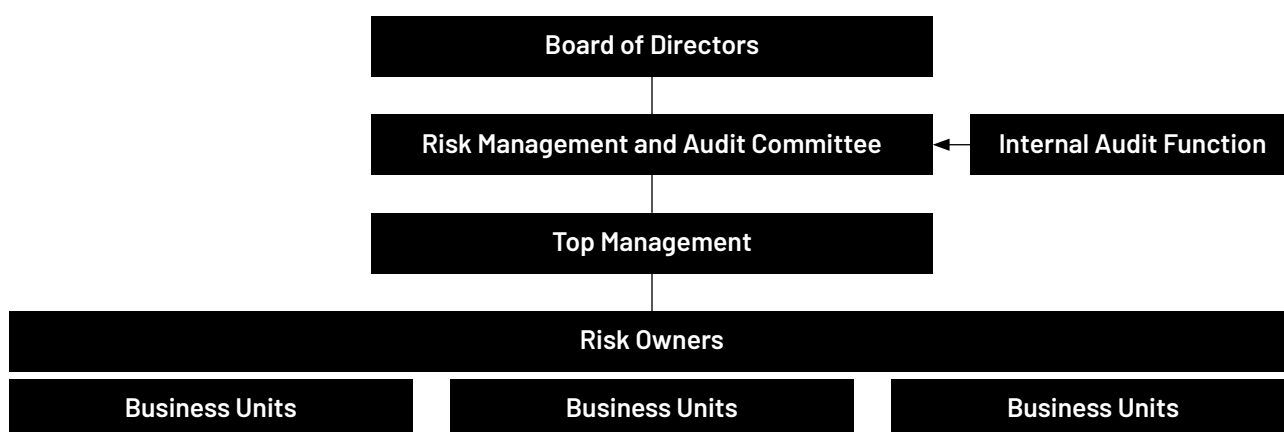 Board of Directors
Risk Management and Audit Committee
Internal Audit Function
Top Management
Risk Owners
Business Units
Business Units
Business Units